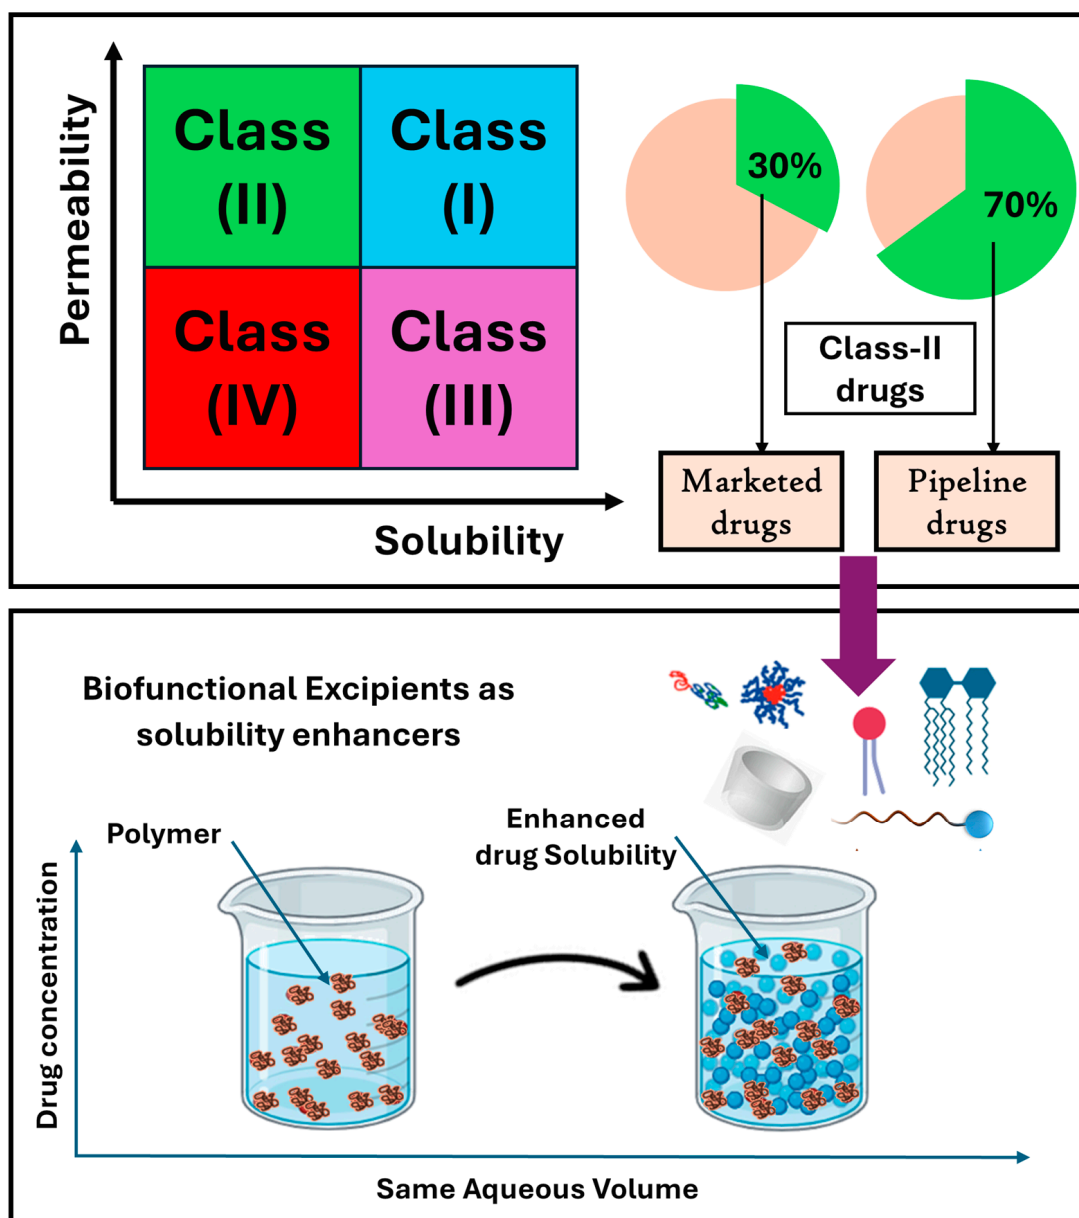 Permeability
Class
(II)
Class
(I)
Class
(IV)
Class
(III)
Solubility
30%
70%
Class-II
drugs
Marketed
drugs
Pipeline
drugs
Biofunctional Excipients as
solubility enhancers
Polymer
Enhanced
drug Solubility
Drug concentration
Same Aqueous Volume